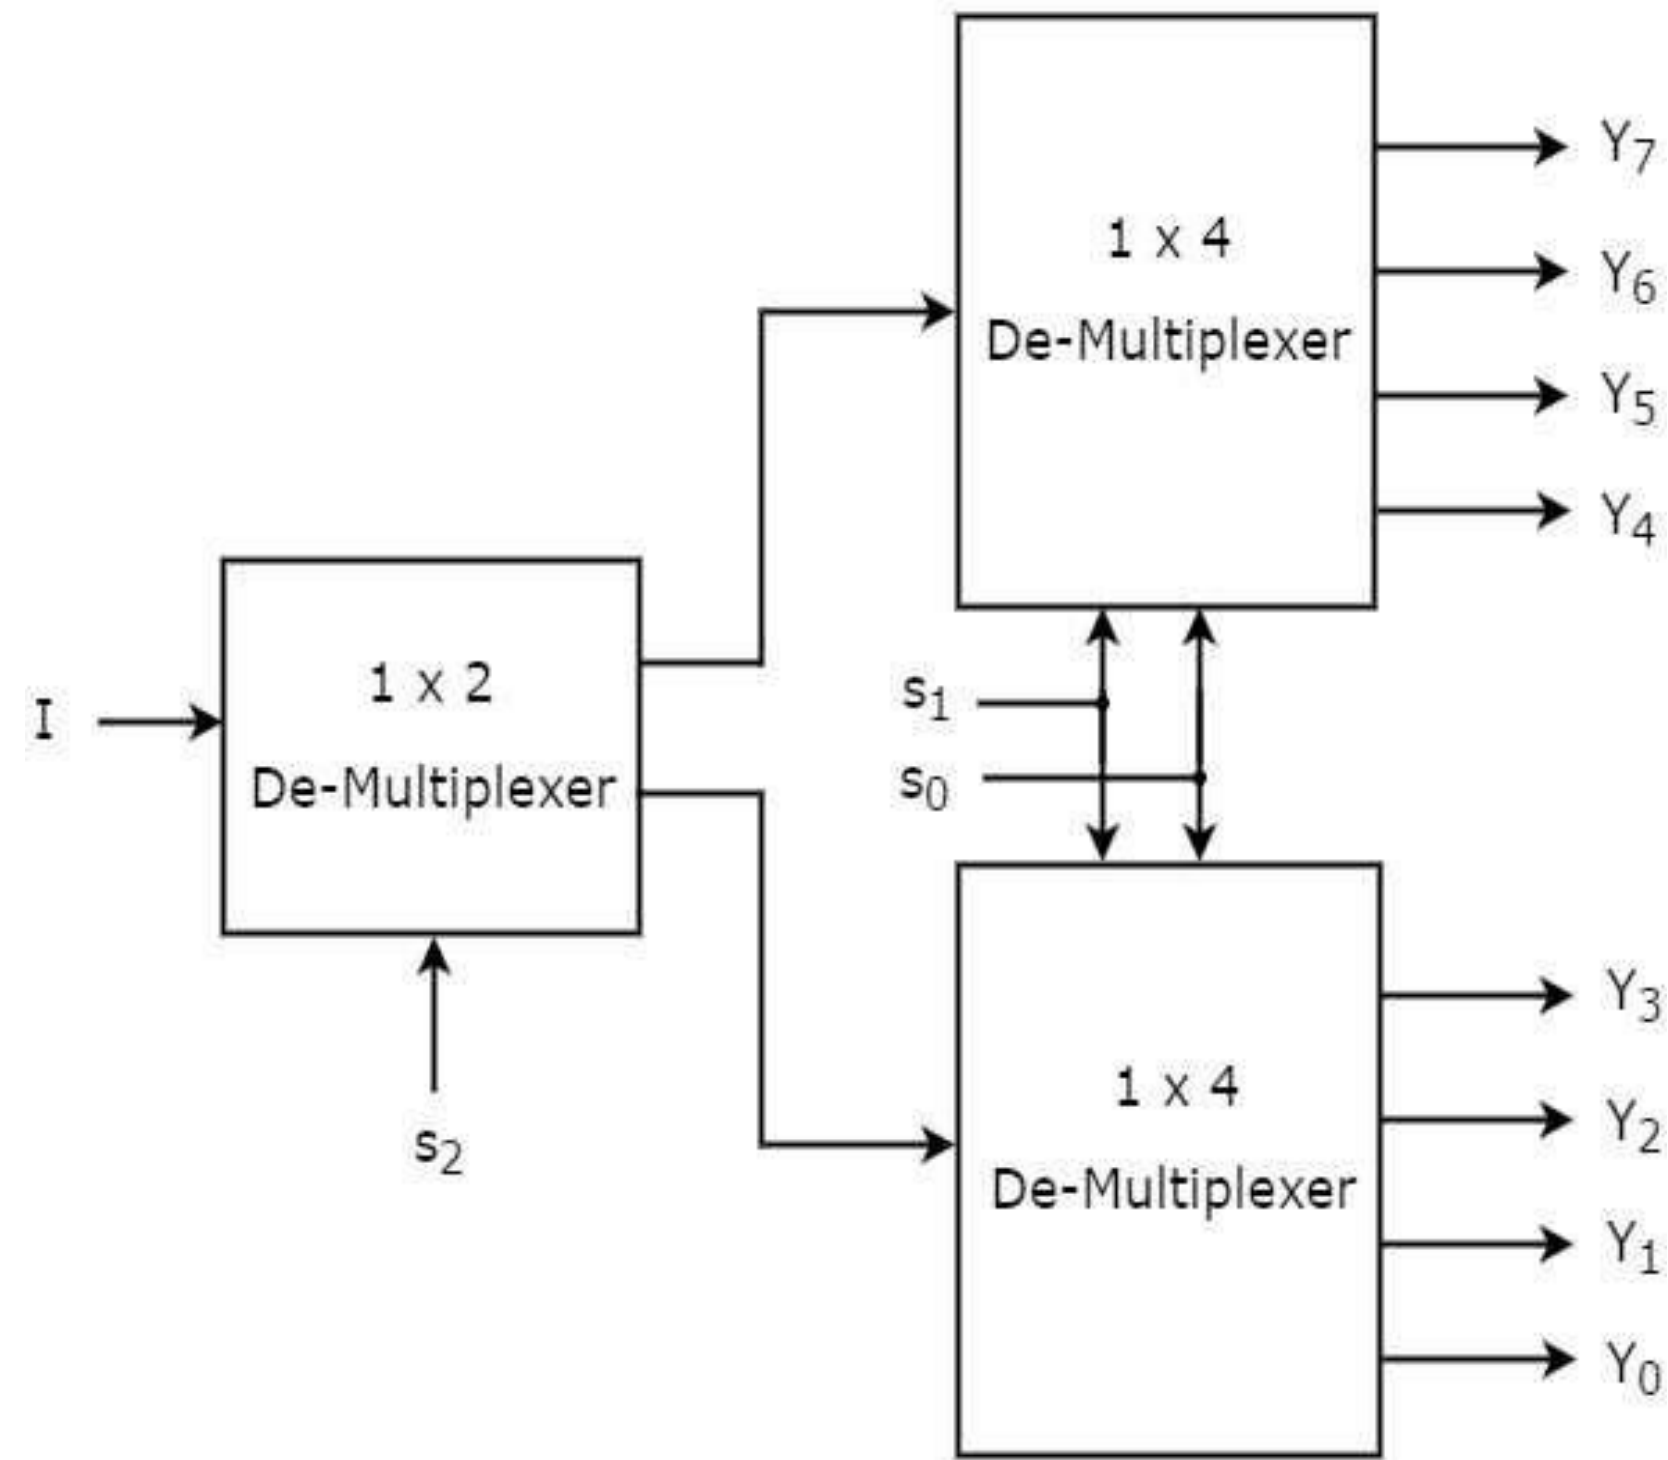 Y7
1 x 4
Y6
De-Multiplexer
Y5
Y4
1 x 2
s1
I
De-Multiplexer
s0
Y3
1 x 4
Y2
s2
De-Multiplexer
Y1
Y0